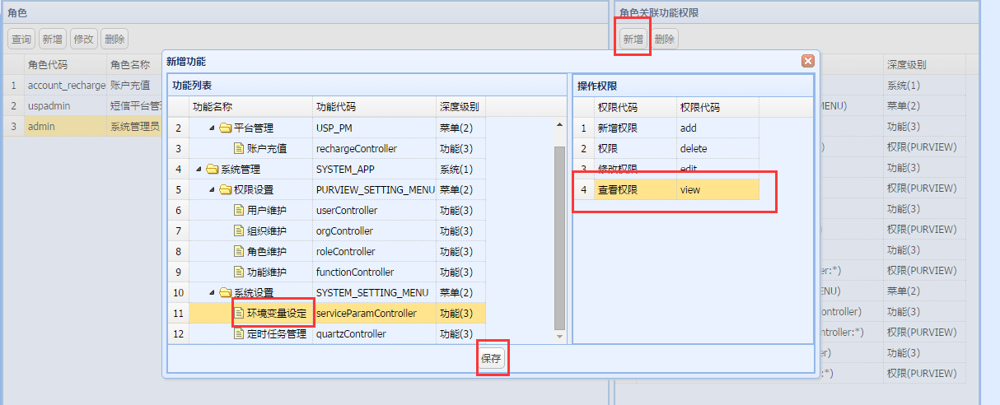 角色
角色关联功能权限
查询 新增 修改 删除
新增 删除
角色代码 角色名称
深度级别
1 account_recharge 账户充值
2 uspadmin 短信平台管
3 admin 系统管理员
系统(1)
MENU) 菜单(2)
功能(3)
) 权限(PURVIEW)
功能(3)
权限(PURVIEW)
功能(3)
) 权限(PURVIEW)
功能(3)
er:*) 权限(PURVIEW)
NU) 菜单(2)
ontroller) 功能(3)
ntroller:*) 权限(PURVIEW)
er) 功能(3)
:*) 权限(PURVIEW)
新增功能
功能列表
功能名称 功能代码 深度级别
2 平台管理 USP_PM 菜单(2)
3 账户充值 rechargeController 功能(3)
4 系统管理 SYSTEM_APP 系统(1)
5 权限设置 PURVIEW_SETTING_MENU 菜单(2)
6 用户维护 userController 功能(3)
7 组织维护 orgController 功能(3)
8 角色维护 roleController 功能(3)
9 功能维护 functionController 功能(3)
10 系统设置 SYSTEM_SETTING_MENU 菜单(2)
11 环境变量设定 serviceParamController 功能(3)
12 定时任务管理 quartzController 功能(3)
操作权限
权限代码 权限代码
1 新增权限 add
2 权限 delete
3 修改权限 edit
4 查看权限 view
保存